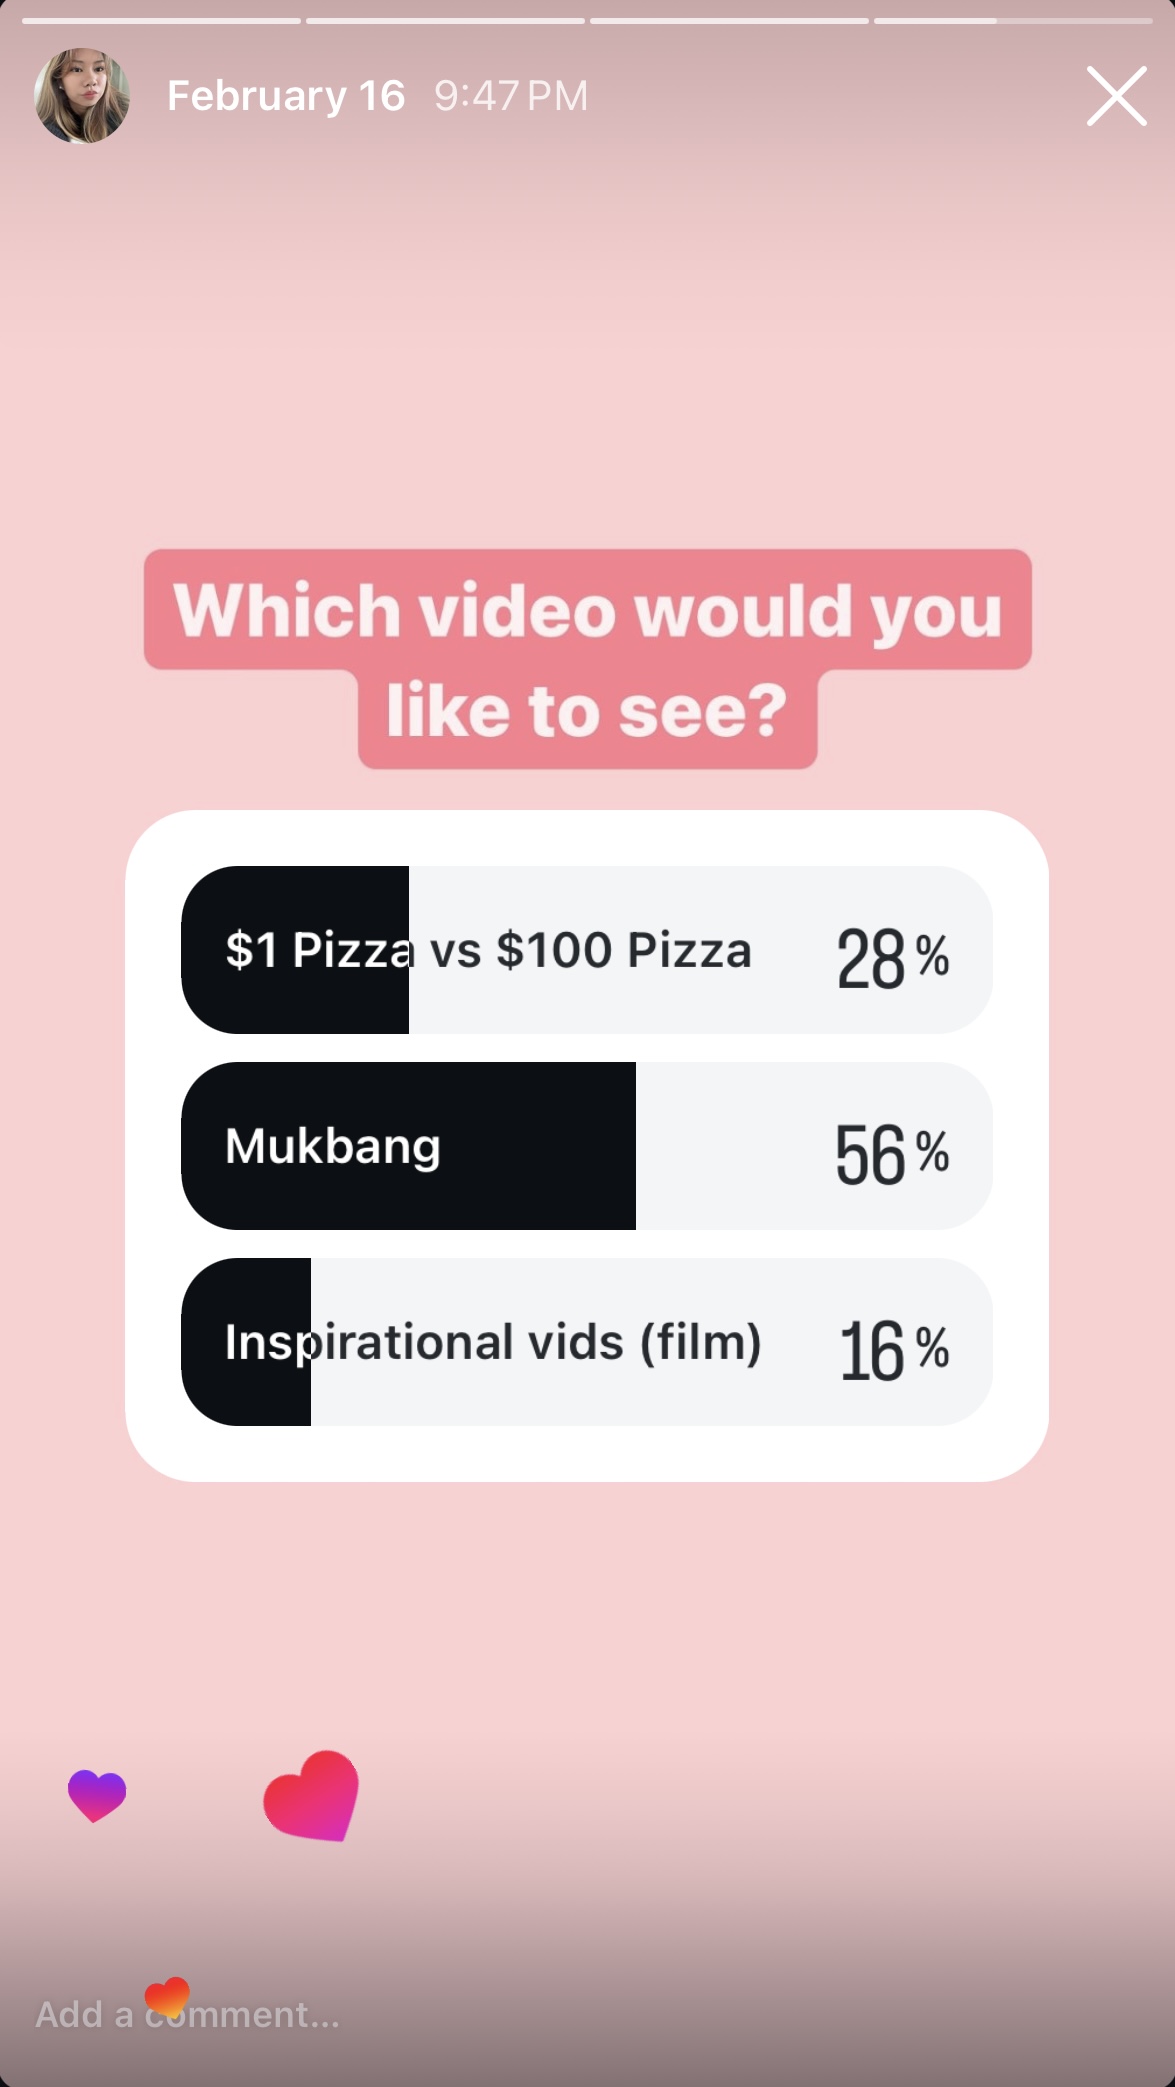 February 16 9:47 PM
Which video would you
like to see?
$1 Pizza vs $100 Pizza 28%
Mukbang 56%
Inspirational vids (film) 16%
Add a comment...